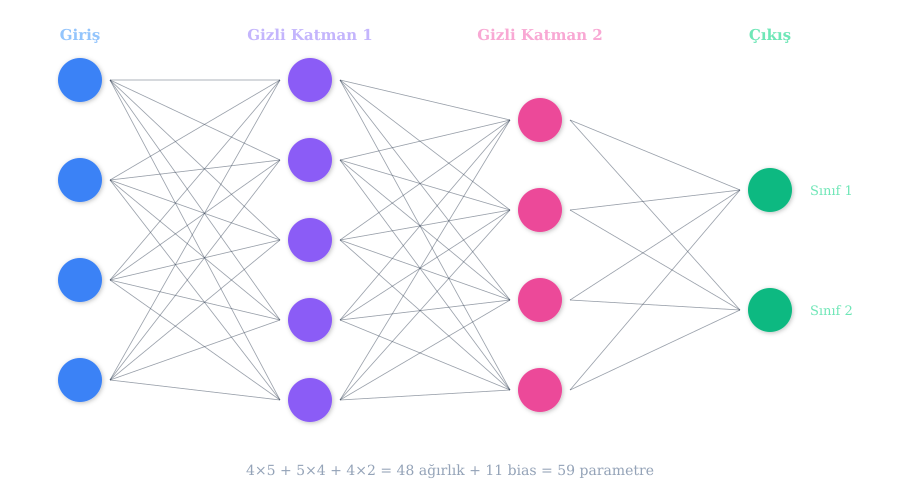 Giriş
Gizli Katman 1
Gizli Katman 2
Çıkış
Sınıf 1
Sınıf 2
4×5 + 5×4 + 4×2 = 48 ağırlık + 11 bias = 59 parametre